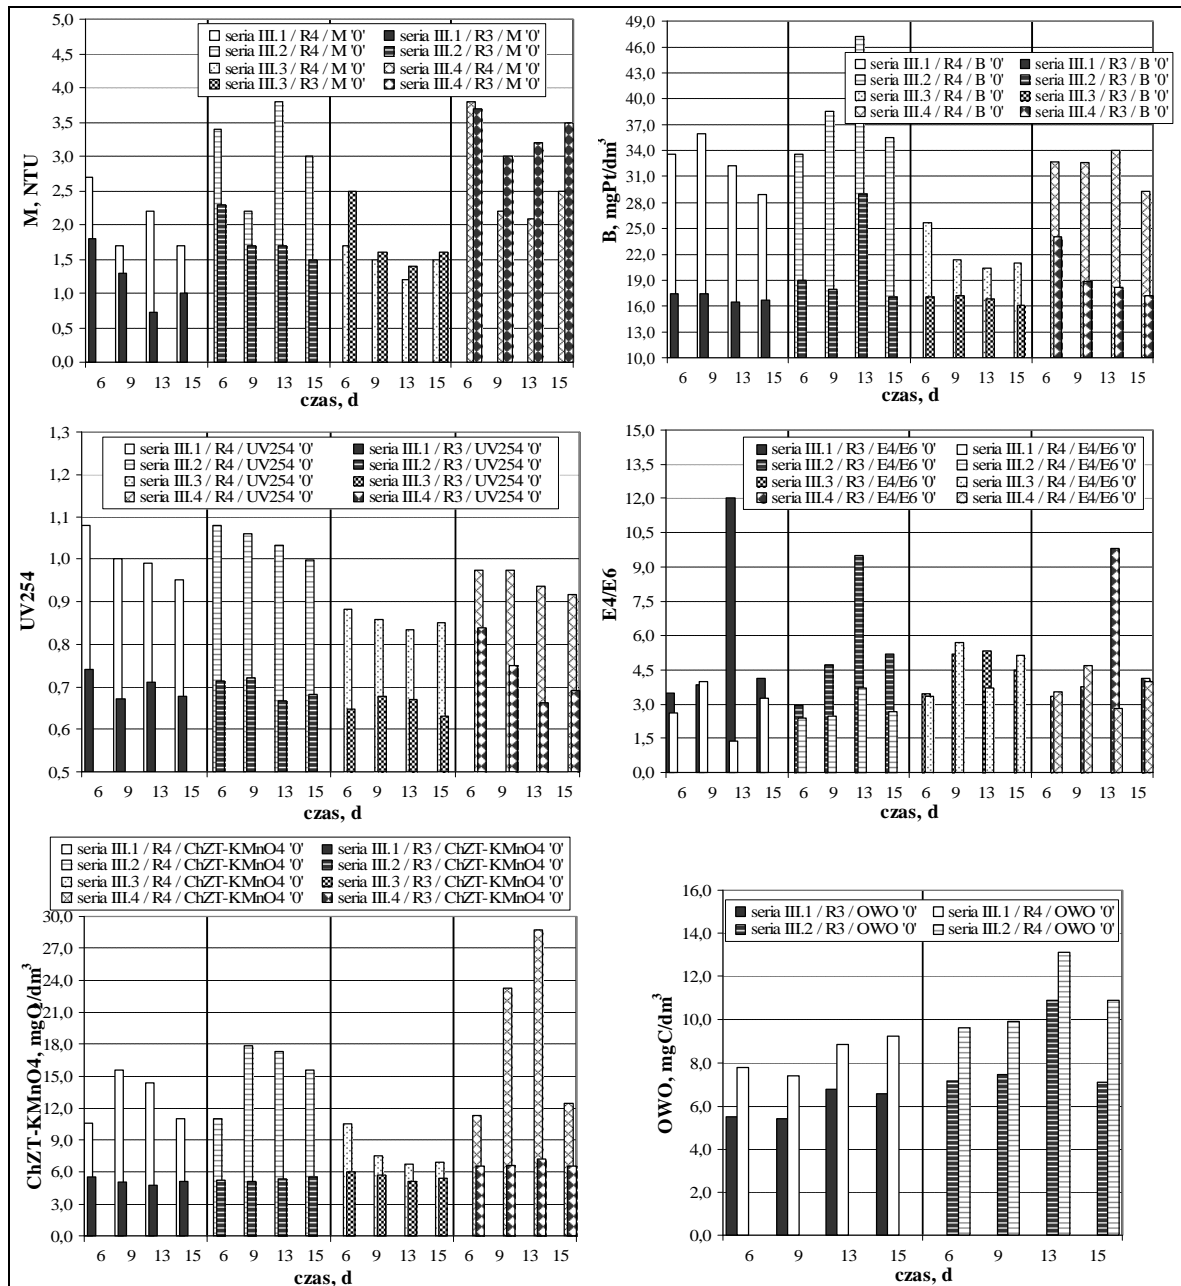 5,0
4,5
4,0
3,5
3,0
2,5
2,0
1,5
1,0
0,5
0,0
M, NTU
seria III.1 / R4 / M '0' seria III.1 / R3 / M '0'
seria III.2 / R4 / M '0' seria III.2 / R3 / M '0'
seria III.3 / R4 / M '0' seria III.4 / R4 / M '0'
seria III.3 / R3 / M '0' seria III.4 / R3 / M '0'
6 9 13 15 6 9 13 15 6 9 13 15 6 9 13 15
czas, d
49,0
46,0
43,0
40,0
37,0
34,0
31,0
28,0
25,0
22,0
19,0
16,0
13,0
10,0
B, mgPt/dm³
seria III.1 / R4 / B '0' seria III.1 / R3 / B '0'
seria III.2 / R4 / B '0' seria III.2 / R3 / B '0'
seria III.3 / R4 / B '0' seria III.3 / R3 / B '0'
seria III.4 / R4 / B '0' seria III.4 / R3 / B '0'
6 9 13 15 6 9 13 15 6 9 13 15 6 9 13 15
czas, d
1,3
1,2
1,1
1,0
0,9
0,8
0,7
0,6
0,5
UV254
seria III.1 / R4 / UV254 '0' seria III.1 / R3 / UV254 '0'
seria III.2 / R4 / UV254 '0' seria III.2 / R3 / UV254 '0'
seria III.3 / R4 / UV254 '0' seria III.3 / R3 / UV254 '0'
seria III.4 / R4 / UV254 '0' seria III.4 / R3 / UV254 '0'
6 9 13 15 6 9 13 15 6 9 13 15 6 9 13 15
czas, d
15,0
13,5
12,0
10,5
9,0
7,5
6,0
4,5
3,0
1,5
0,0
E4/E6
seria III.1 / R3 / E4/E6 '0' seria III.1 / R4 / E4/E6 '0'
seria III.2 / R3 / E4/E6 '0' seria III.2 / R4 / E4/E6 '0'
seria III.3 / R3 / E4/E6 '0' seria III.3 / R4 / E4/E6 '0'
seria III.4 / R3 / E4/E6 '0' seria III.4 / R4 / E4/E6 '0'
6 9 13 15 6 9 13 15 6 9 13 15 6 9 13 15
czas, d
seria III.1 / R4 / ChZT-KMnO4 '0' seria III.1 / R3 / ChZT-KMnO4 '0'
seria III.2 / R4 / ChZT-KMnO4 '0' seria III.2 / R3 / ChZT-KMnO4 '0'
seria III.3 / R4 / ChZT-KMnO4 '0' seria III.3 / R3 / ChZT-KMnO4 '0'
seria III.4 / R4 / ChZT-KMnO4 '0' seria III.4 / R3 / ChZT-KMnO4 '0'
30,0
27,0
24,0
21,0
18,0
15,0
12,0
9,0
6,0
3,0
0,0
ChZT-KMnO4, mgO₂/dm³
6 9 13 15 6 9 13 15 6 9 13 15 6 9 13 15
czas, d
16,0
14,0
12,0
10,0
8,0
6,0
4,0
2,0
0,0
OWO, mgC/dm³
seria III.1 / R3 / OWO '0' seria III.1 / R4 / OWO '0'
seria III.2 / R3 / OWO '0' seria III.2 / R4 / OWO '0'
6 9 13 15 6 9 13 15
czas, d